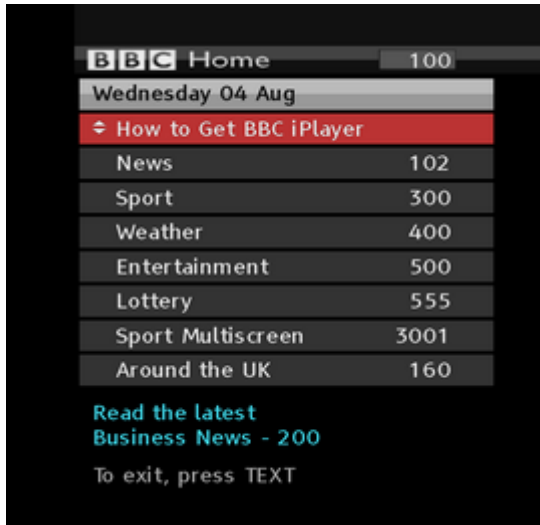 BBC Home 100
Wednesday 04 Aug
How to Get BBC iPlayer
News 102
Sport 300
Weather 400
Entertainment 500
Lottery 555
Sport Multiscreen 3001
Around the UK 160
Read the latest
Business News - 200
To exit, press TEXT